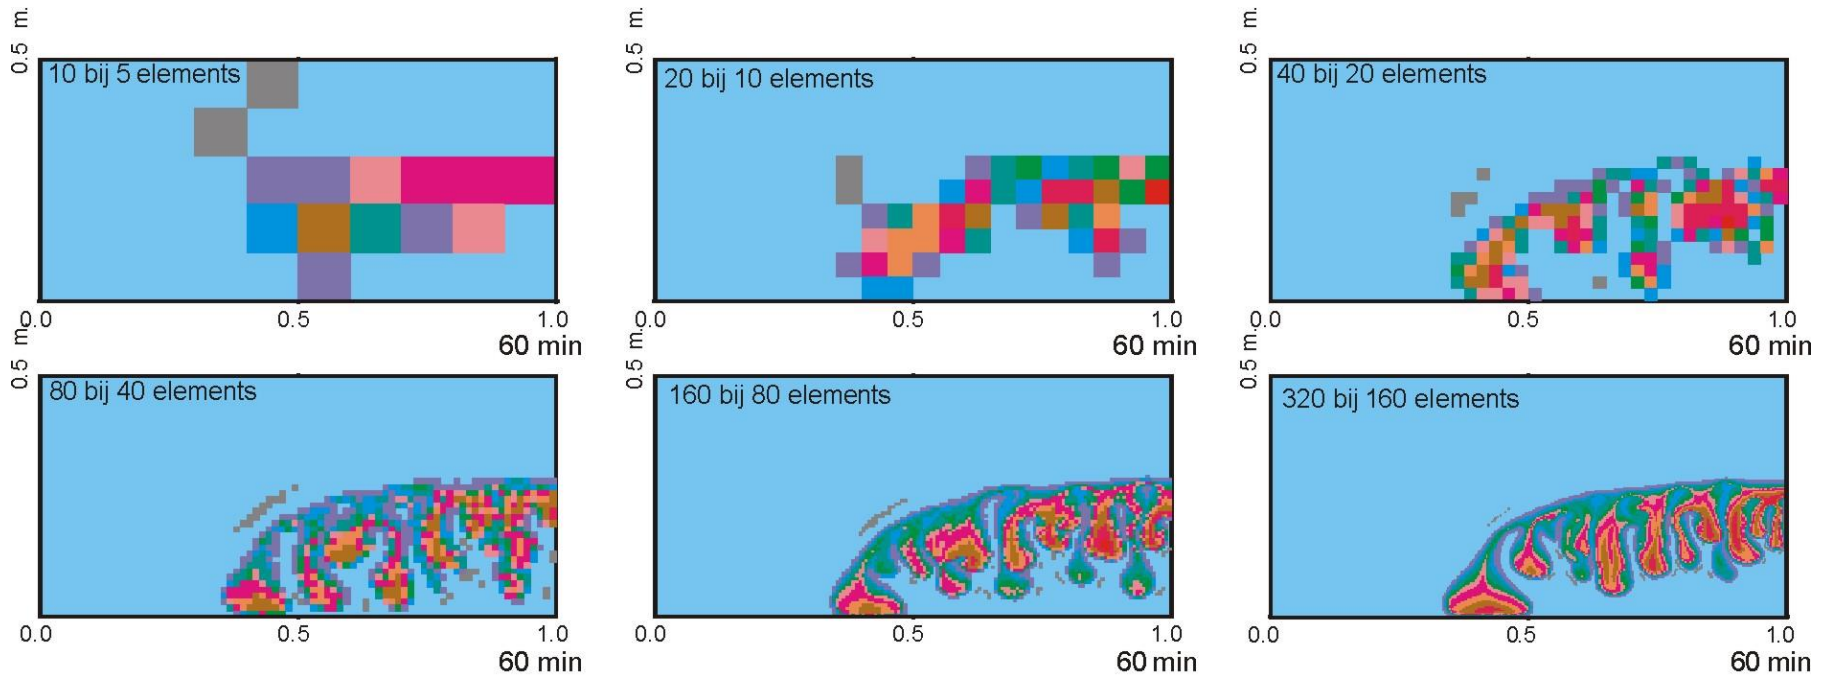 0.5 m.
10 bij 5 elements
0.0 0.5 1.0
60 min
0.5 m.
20 bij 10 elements
0.0 0.5 1.0
60 min
0.5 m.
40 bij 20 elements
0.0 0.5 1.0
60 min
0.5 m.
80 bij 40 elements
0.0 0.5 1.0
60 min
0.5 m.
160 bij 80 elements
0.0 0.5 1.0
60 min
0.5 m.
320 bij 160 elements
0.0 0.5 1.0
60 min